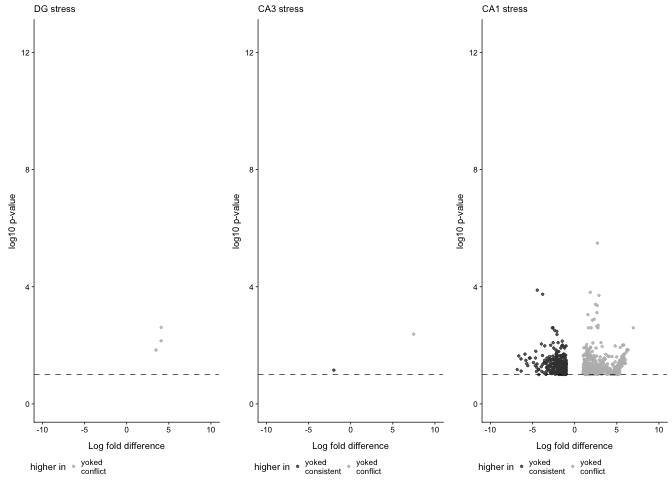 DG stress
12
8
4
0
log10 p-value
-10 -5 0 5 10
Log fold difference
higher in yoked
conflict
CA3 stress
12
8
4
0
log10 p-value
-10 -5 0 5 10
Log fold difference
higher in yoked
consistent
yoked
conflict
CA1 stress
12
8
4
0
log10 p-value
-10 -5 0 5 10
Log fold difference
higher in yoked
consistent
yoked
conflict